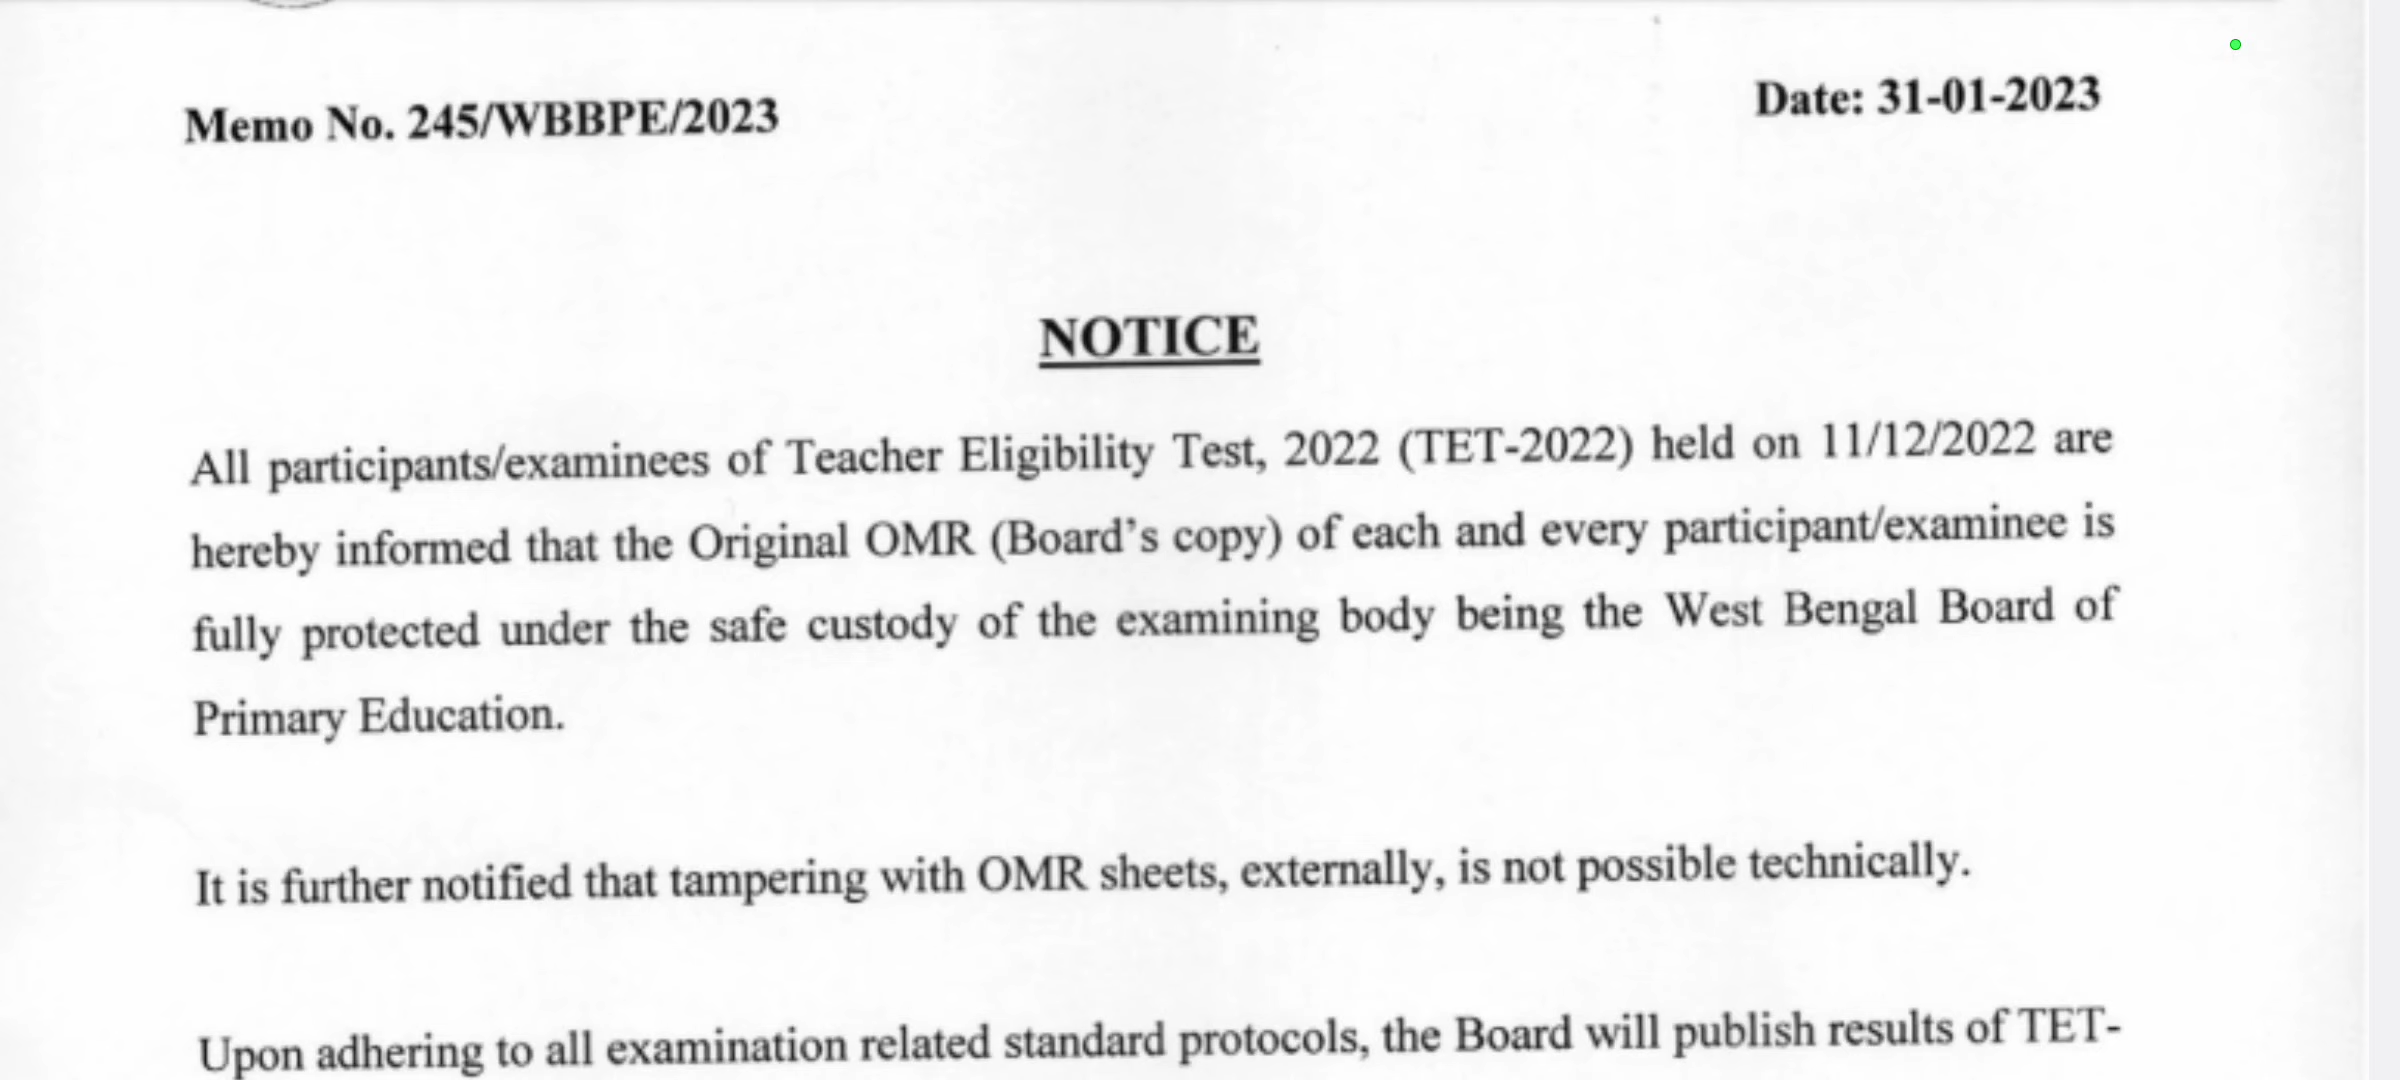 Memo No. 245/WBBPE/2023
Date: 31-01-2023
NOTICE
All participants/examinees of Teacher Eligibility Test, 2022 (TET-2022) held on 11/12/2022 are
hereby informed that the Original OMR (Board’s copy) of each and every participant/examinee is
fully protected under the safe custody of the examining body being the West Bengal Board of
Primary Education.
It is further notified that tampering with OMR sheets, externally, is not possible technically.
Upon adhering to all examination related standard protocols, the Board will publish results of TET-